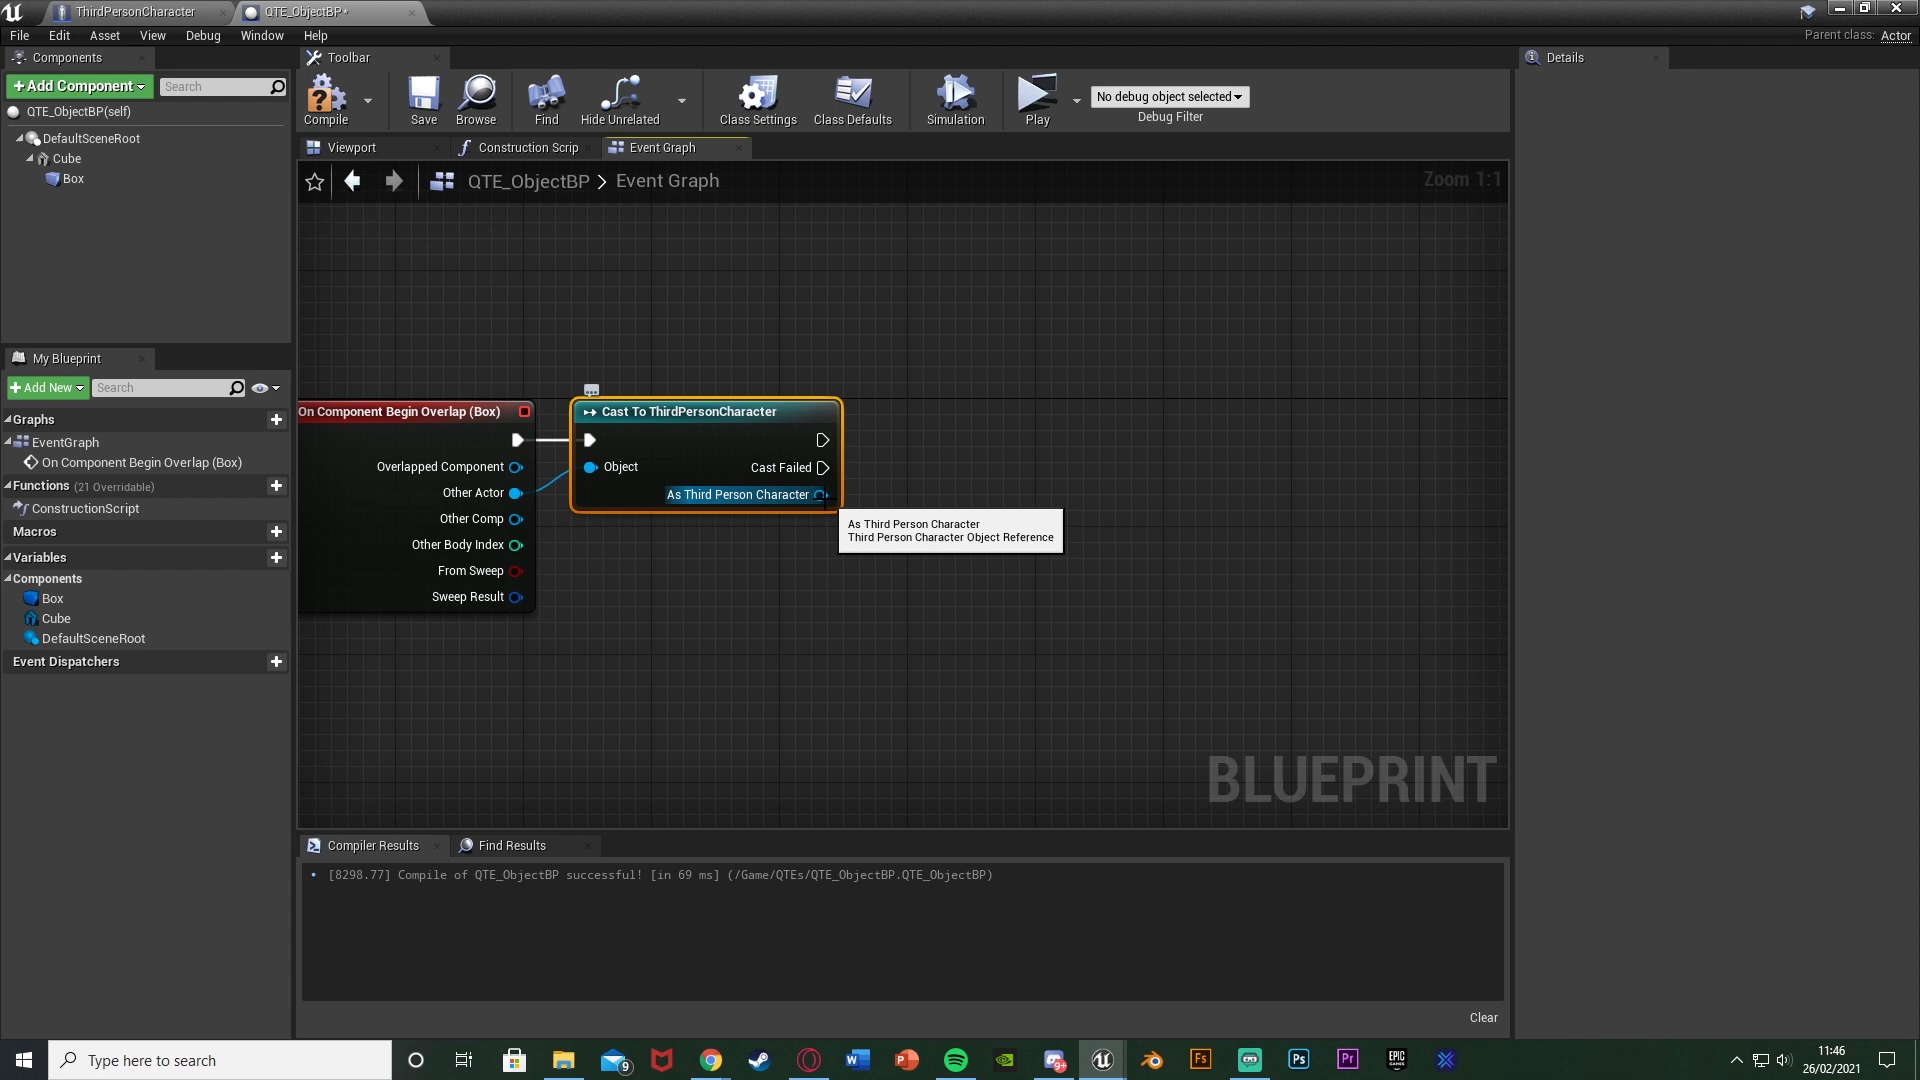 ThirdPersonCharacter
QTE_ObjectBP*
File Edit Asset View Debug Window Help
Parent class: Actor
Components
Toolbar
Details
+Add Component
Search
QTE_ObjectBP(self)
DefaultSceneRoot
Cube
Box
Compile
Save
Browse
Find
Hide Unrelated
Class Settings
Class Defaults
Simulation
Play
No debug object selected
Debug Filter
Viewport
Construction Scrip
Event Graph
QTE_ObjectBP > Event Graph
Zoom 1:1
My Blueprint
+Add New
Search
Graphs
EventGraph
On Component Begin Overlap (Box)
Functions (21 Overridable)
ConstructionScript
Macros
Variables
Components
Box
Cube
DefaultSceneRoot
Event Dispatchers
On Component Begin Overlap (Box)
Overlapped Component
Other Actor
Other Comp
Other Body Index
From Sweep
Sweep Result
Cast To ThirdPersonCharacter
Object
Cast Failed
As Third Person Character
As Third Person Character
Third Person Character Object Reference
BLUEPRINT
Compiler Results
Find Results
[8298.77] Compile of QTE_ObjectBP successful! [in 69 ms] (/Game/QTEs/QTE_ObjectBP.QTE_ObjectBP)
Clear
Type here to search
9
9+
Fs
Ps
Pr
EPIC
11:46
26/02/2021